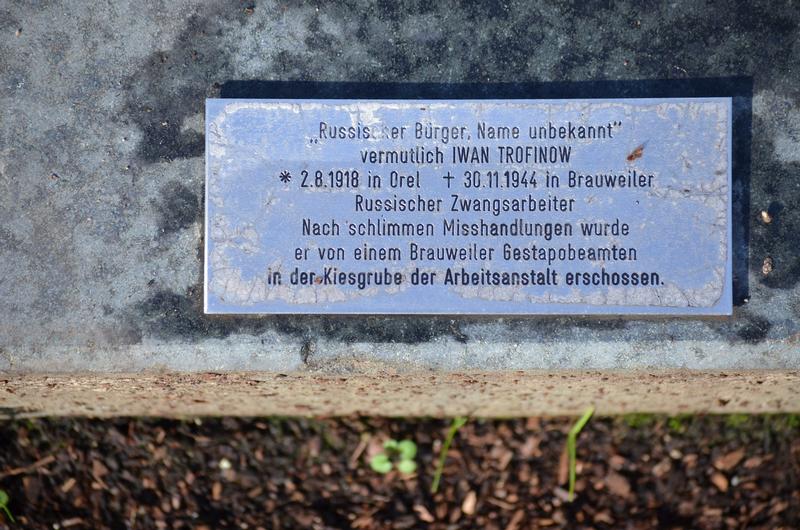 „Russischer Bürger, Name unbekannt“
vermutlich IWAN TROFINOW
* 2.8.1918 in Orel † 30.11.1944 in Brauweiler
Russischer Zwangsarbeiter
Nach schlimmen Misshandlungen wurde
er von einem Brauweiler Gestapobeamten
in der Kiesgrube der Arbeitsanstalt erschossen.